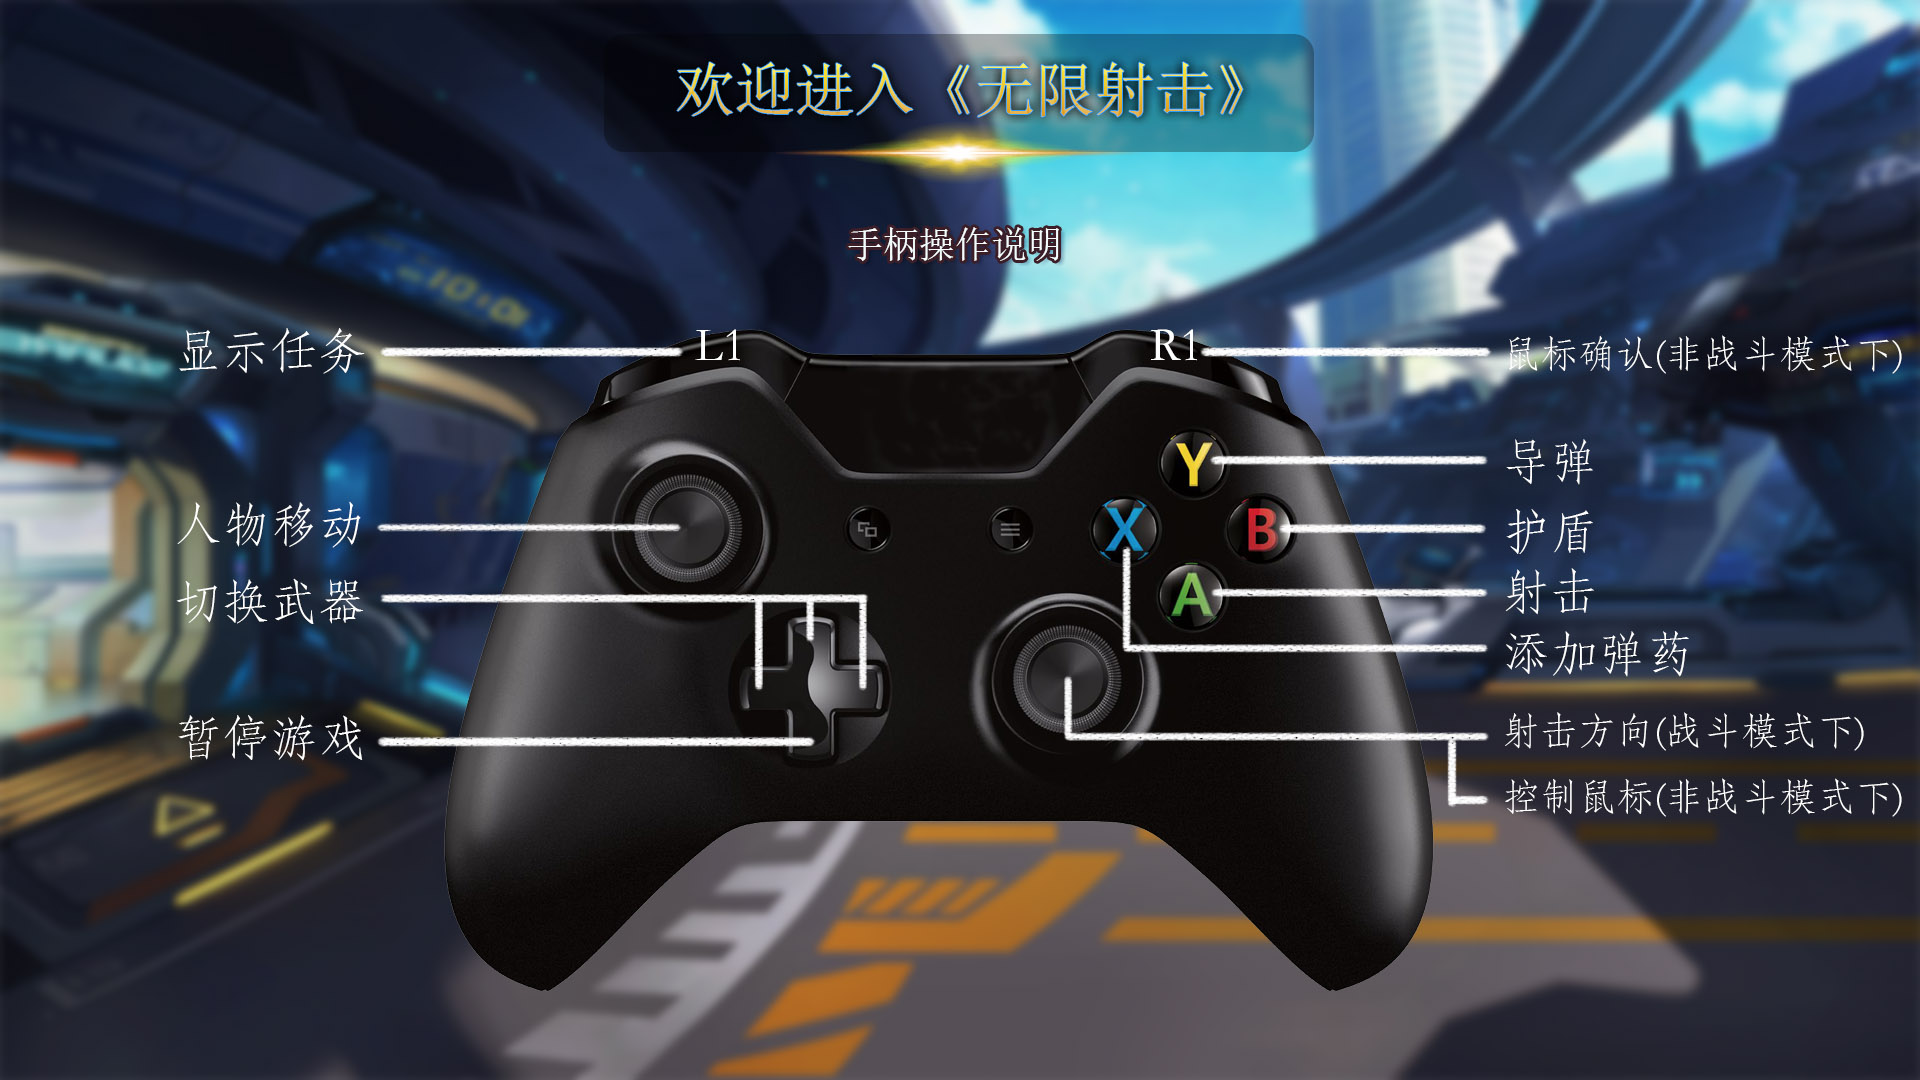 欢迎进入《无限射击》
手柄操作说明
显示任务
L1
R1
鼠标确认(非战斗模式下)
Y
导弹
人物移动
X
B
护盾
切换武器
A
射击
添加弹药
暂停游戏
射击方向(战斗模式下)
控制鼠标(非战斗模式下)